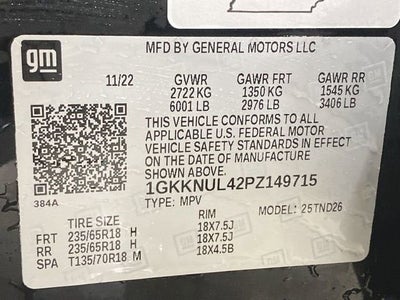 gm
MFD BY GENERAL MOTORS LLC
11/22 GVWR GAWR FRT GAWR RR
2722 KG 1350 KG 1545 KG
6001 LB 2976 LB 3406 LB
THIS VEHICLE CONFORMS TO ALL
APPLICABLE U.S. FEDERAL MOTOR
VEHICLE SAFETY STANDARDS IN EFFECT
ON THE DATE OF MANUFACTURE
SHOWN ABOVE.
1GKKNUL42PZ149715
384A TYPE: MPV
TIRE SIZE RIM MODEL: 25TND26
FRT 235/65R18 H 18X7.5J
RR 235/65R18 H 18X7.5J
SPA T135/70R18 M 18X4.5B